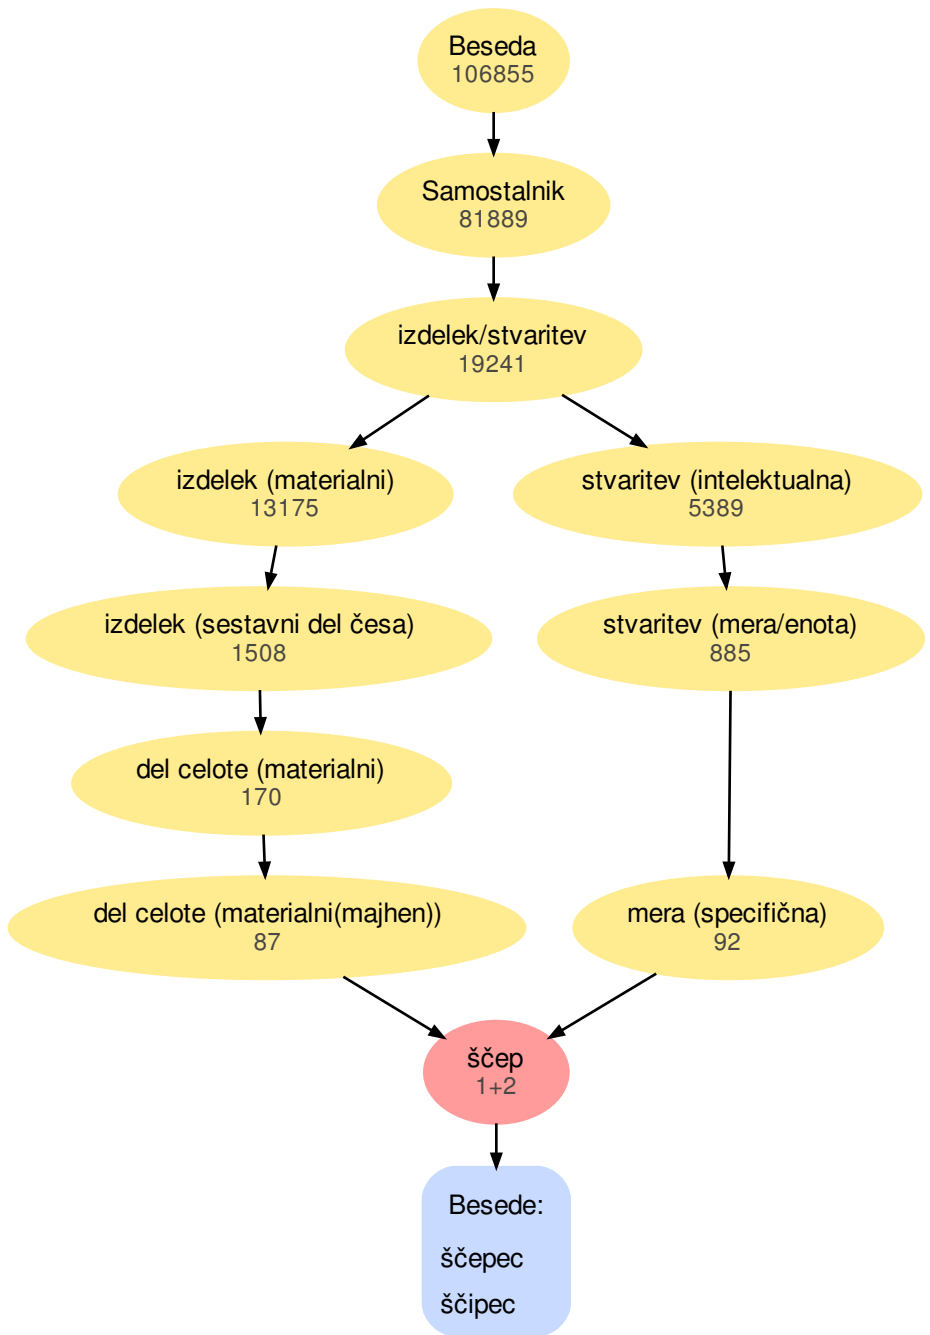 Beseda
106855
Samostalnik
81889
izdelek/stvaritev
19241
izdelek (materialni)
13175
stvaritev (intelektualna)
5389
izdelek (sestavni del česa)
1508
stvaritev (mera/enota)
885
del celote (materialni)
170
del celote (materialni(majhen))
87
mera (specifična)
92
ščep
1+2
Besede:
ščepec
ščipec